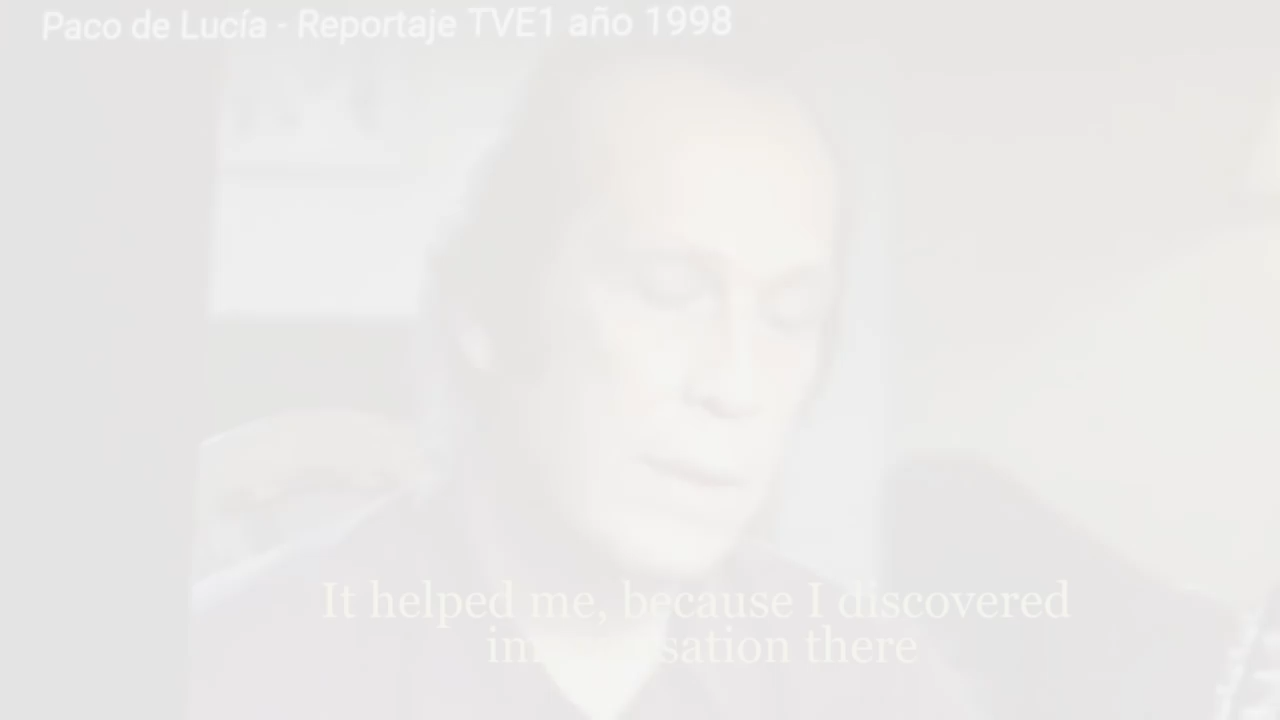 Paco de Lucía - Reportaje TVE1 año 1998
It helped me, because I discovered
there